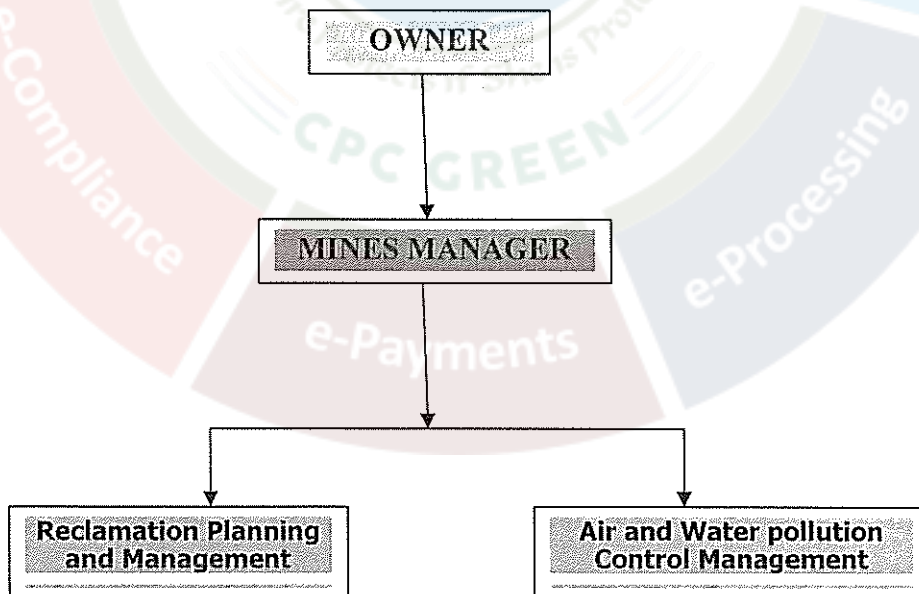 OWNER
CPC GREEN
e-Compliance
MINES MANAGER
e-Processing
e-Payments
Reclamation Planning
and Management
Air and Water pollution
Control Management